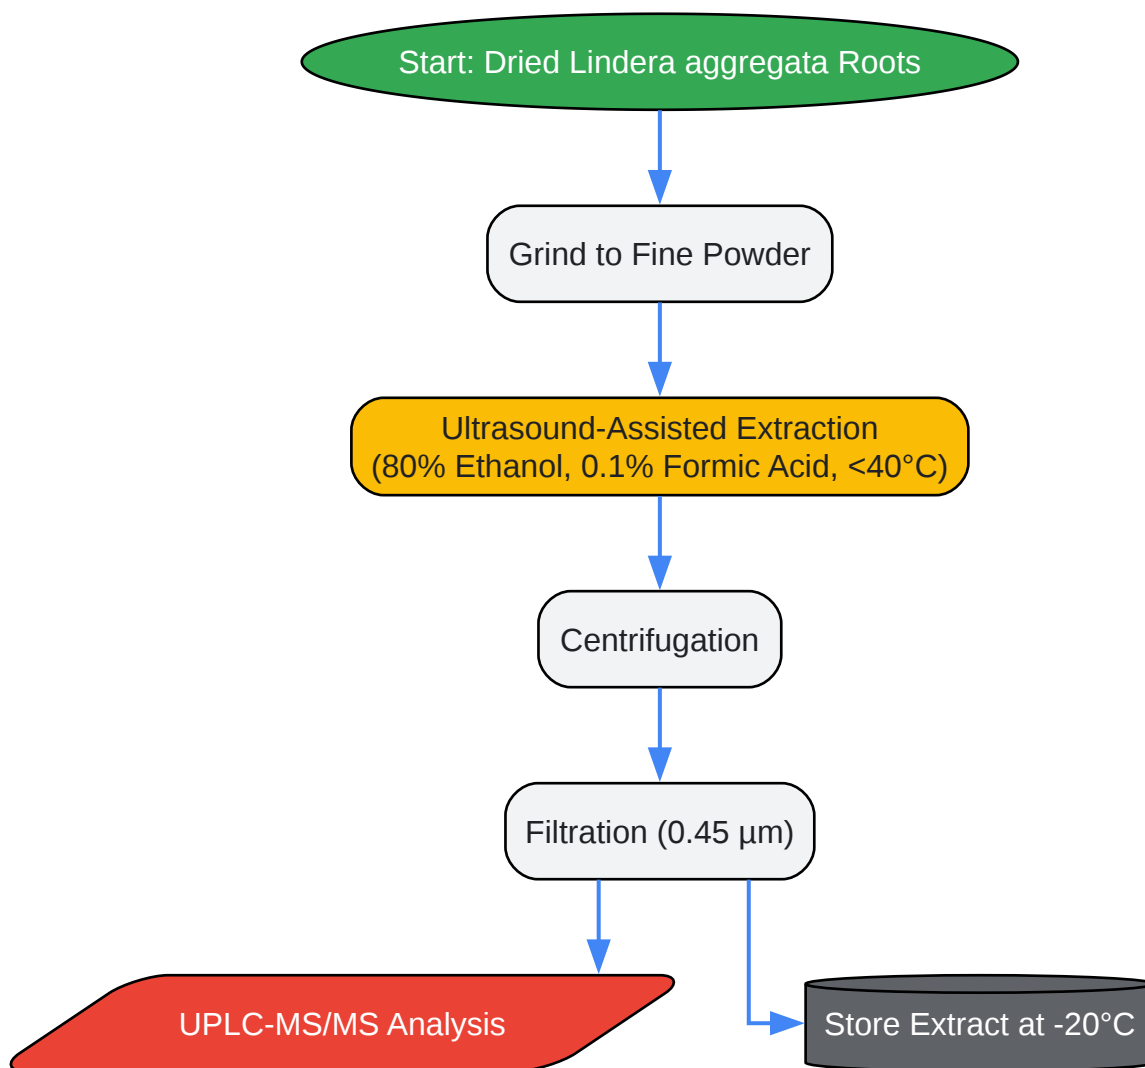 Start: Dried Lindera aggregata Roots
Grind to Fine Powder
Ultrasound-Assisted Extraction
(80% Ethanol, 0.1% Formic Acid, <40°C)
Centrifugation
Filtration (0.45 µm)
UPLC-MS/MS Analysis
Store Extract at -20°C